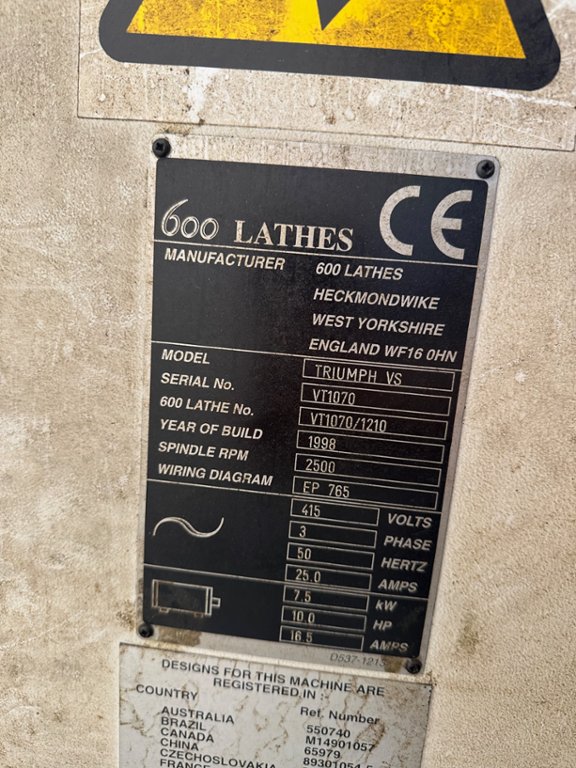 600 LATHES CE
MANUFACTURER 600 LATHES
HECKMONDWIKE
WEST YORKSHIRE
ENGLAND WF16 0HN
MODEL TRIUMPH VS
SERIAL No. VT1070
600 LATHE No. VT1070/1210
YEAR OF BUILD 1998
SPINDLE RPM 2500
WIRING DIAGRAM EP 765
415 VOLTS
3 PHASE
50 HERTZ
25.0 AMPS
7.5 kW
10.0 HP
16.5 AMPS
DESIGNS FOR THIS MACHINE ARE
REGISTERED IN :-
COUNTRY Ref. Number
AUSTRALIA 550740
BRAZIL M14901057
CANADA 65979
CHINA
CZECHOSLOVAKIA